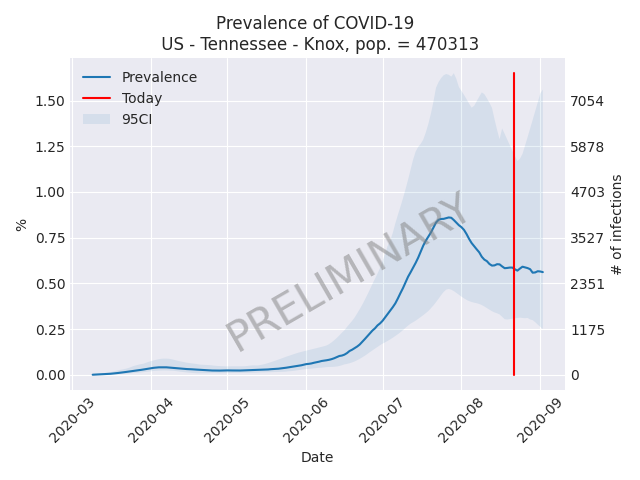 Prevalence of COVID-19
US - Tennessee - Knox, pop. = 470313
Prevalence
Today
95CI
1.50
1.25
1.00
0.75
0.50
0.25
0.00
%
7054
5878
4703
3527
2351
1175
0
# of infections
PRELIMINARY
2020-03
2020-04
2020-05
2020-06
2020-07
2020-08
2020-09
Date